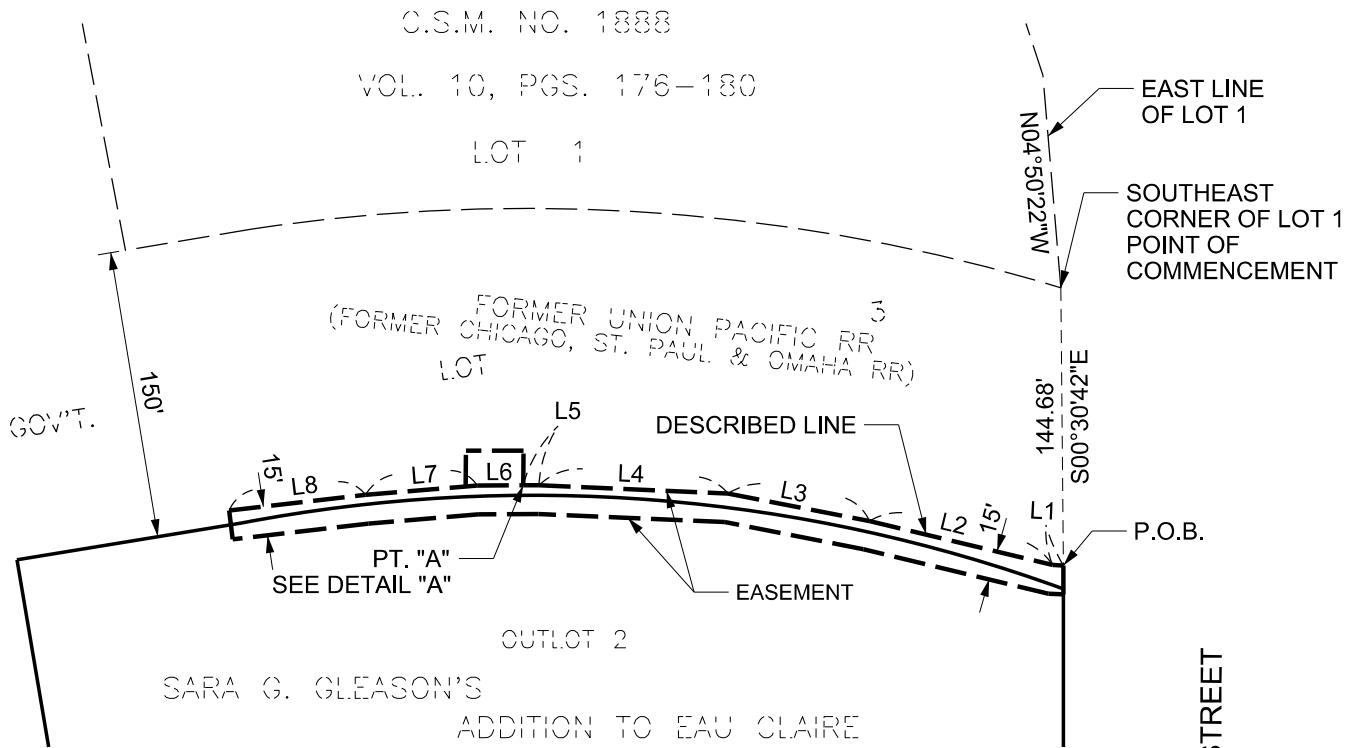 C.S.M. NO. 1888
VOL. 10, PGS. 176-180
LOT 1
EAST LINE
OF LOT 1
N04°50'22"W
SOUTHEAST
CORNER OF LOT 1
POINT OF
COMMENCEMENT
FORMER UNION PACIFIC RR
(FORMER CHICAGO, ST. PAUL & OMAHA RR)
LOT 3
GOV'T.
150'
144.68'
S00°30'42"E
DESCRIBED LINE
L5
15'
L8
L7
L6
L4
L3
L2
15'
L1
P.O.B.
PT. "A"
SEE DETAIL "A"
EASEMENT
OUTLOT 2
SARA G. GLEASON'S
ADDITION TO EAU CLAIRE
STREET